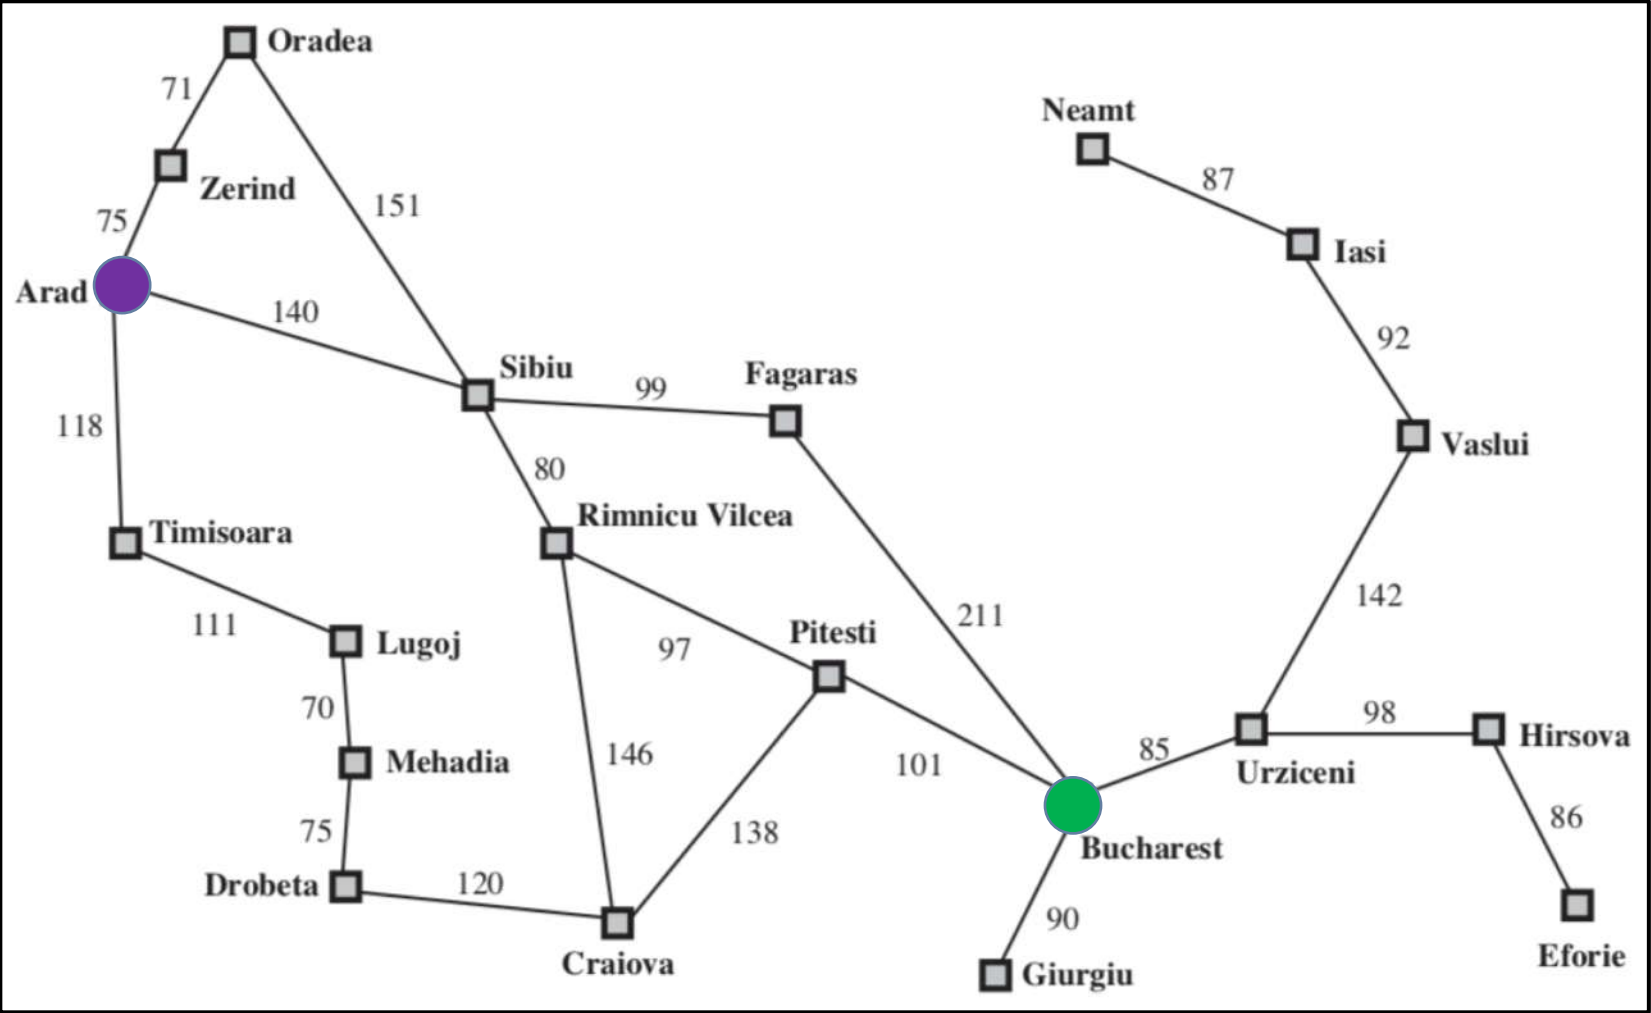 Oradea
71
Neamt
87
Zerind
151
75
Iasi
Arad
140
92
Sibiu
99
Fagaras
118
Vaslui
80
Rimnicu Vilcea
Timisoara
142
111
211
Pitesti
Lugoj
97
70
98
Hirsova
146
85
Mehadia
101
Urziceni
75
138
86
Bucharest
Drobeta
120
90
Craiova
Eforie
Giurgiu